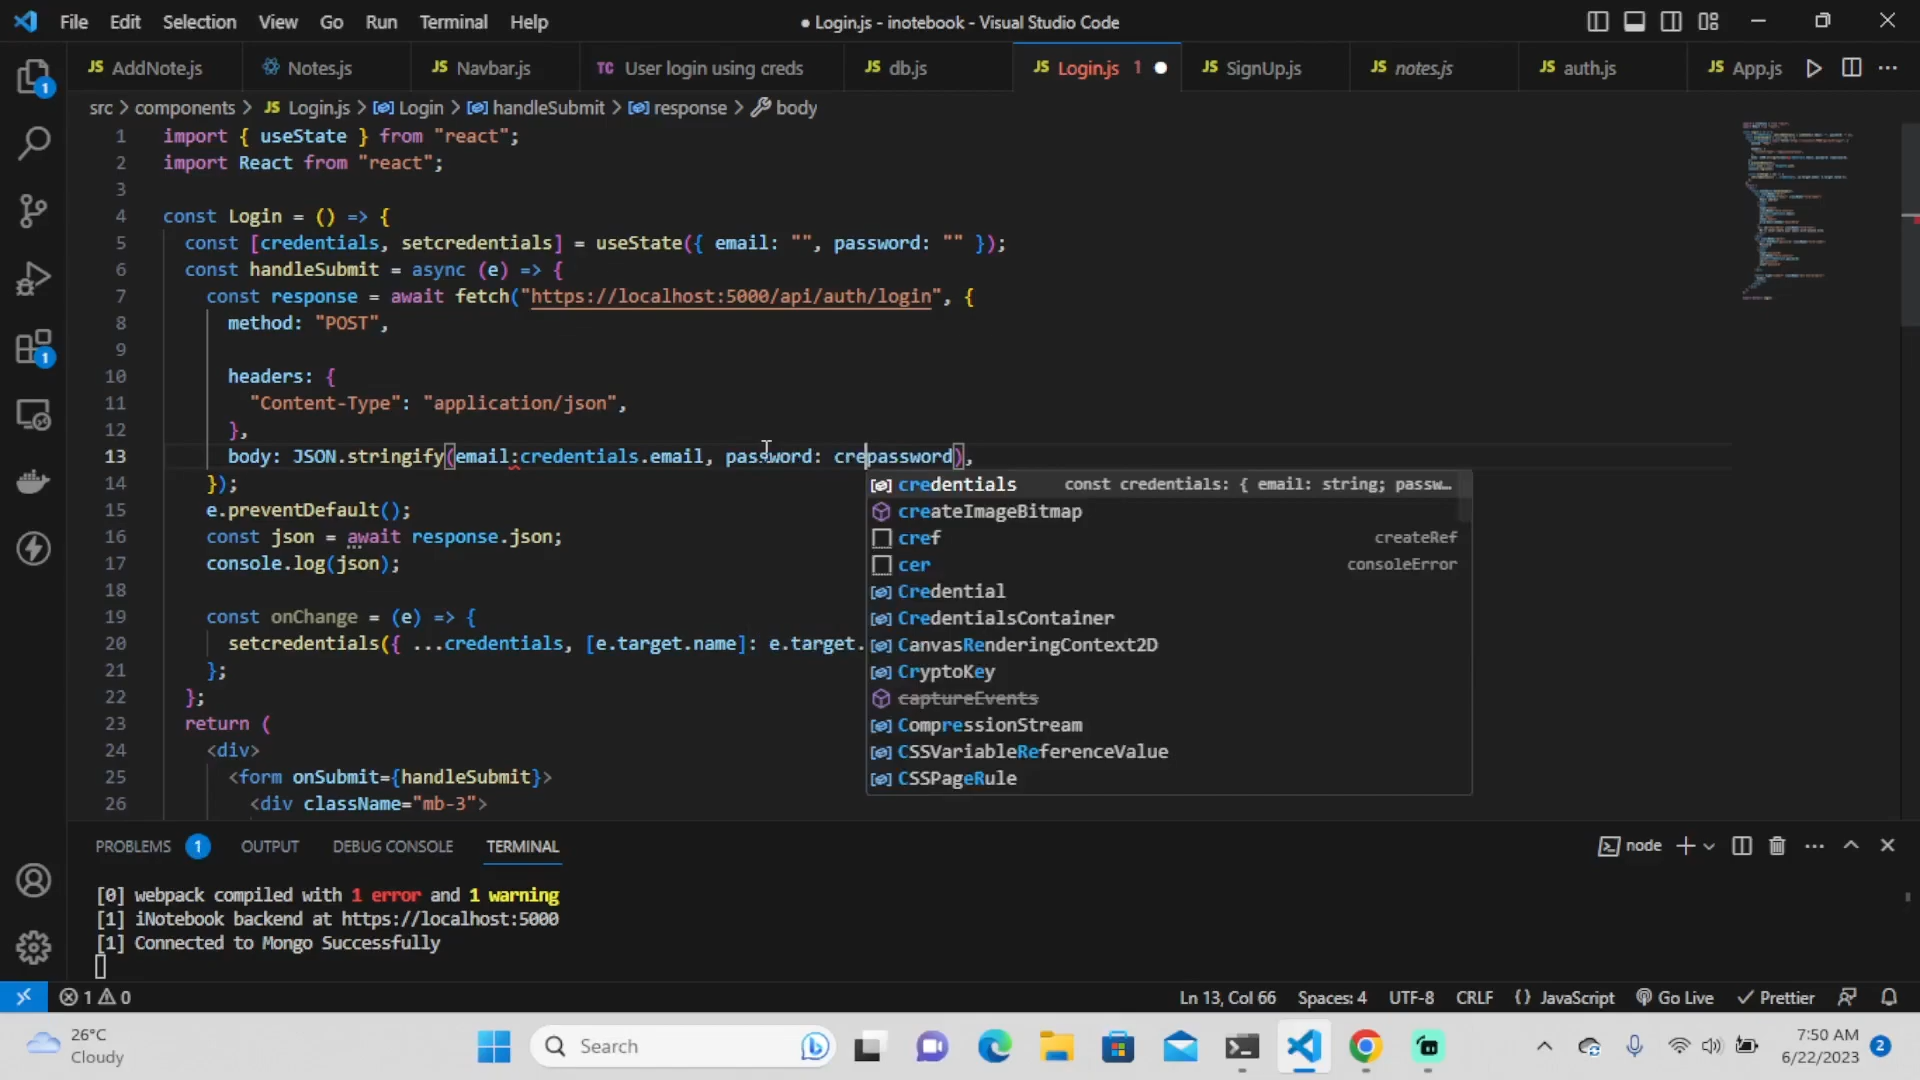 File Edit Selection View Go Run Terminal Help
● Login.js - inotebook - Visual Studio Code
JS AddNote.js
Notes.js
JS Navbar.js
TC User login using creds
JS db.js
JS Login.js 1
JS SignUp.js
JS notes.js
JS auth.js
JS App.js
src > components > JS Login.js > Login > handleSubmit > response > body
1 import { useState } from "react";
2 import React from "react";
3
4 const Login = () => {
5 const [credentials, setcredentials] = useState({ email: "", password: "" });
6 const handleSubmit = async (e) => {
7 const response = await fetch("https://localhost:5000/api/auth/login", {
8 method: "POST",
9
10 headers: {
11 "Content-Type": "application/json",
12 },
13 body: JSON.stringify(email:credentials.email, password: crepassword),
14 });
15 e.preventDefault();
16 const json = await response.json;
17 console.log(json);
18
19 const onChange = (e) => {
20 setcredentials({ ...credentials, [e.target.name]: e.target.
21 };
22 };
23 return (
24 <div>
25 <form onSubmit={handleSubmit}>
26 <div className="mb-3">
credentials const credentials: { email: string; passw…
createImageBitmap
cref createRef
cer consoleError
Credential
CredentialsContainer
CanvasRenderingContext2D
CryptoKey
captureEvents
CompressionStream
CSSVariableReferenceValue
CSSPageRule
1
1
PROBLEMS 1 OUTPUT DEBUG CONSOLE TERMINAL
node
[0] webpack compiled with 1 error and 1 warning
[1] iNotebook backend at https://localhost:5000
[1] Connected to Mongo Successfully
1 0
Ln 13, Col 66 Spaces: 4 UTF-8 CRLF {} JavaScript Go Live Prettier
26°C
Cloudy
Search
7:50 AM
6/22/2023
2